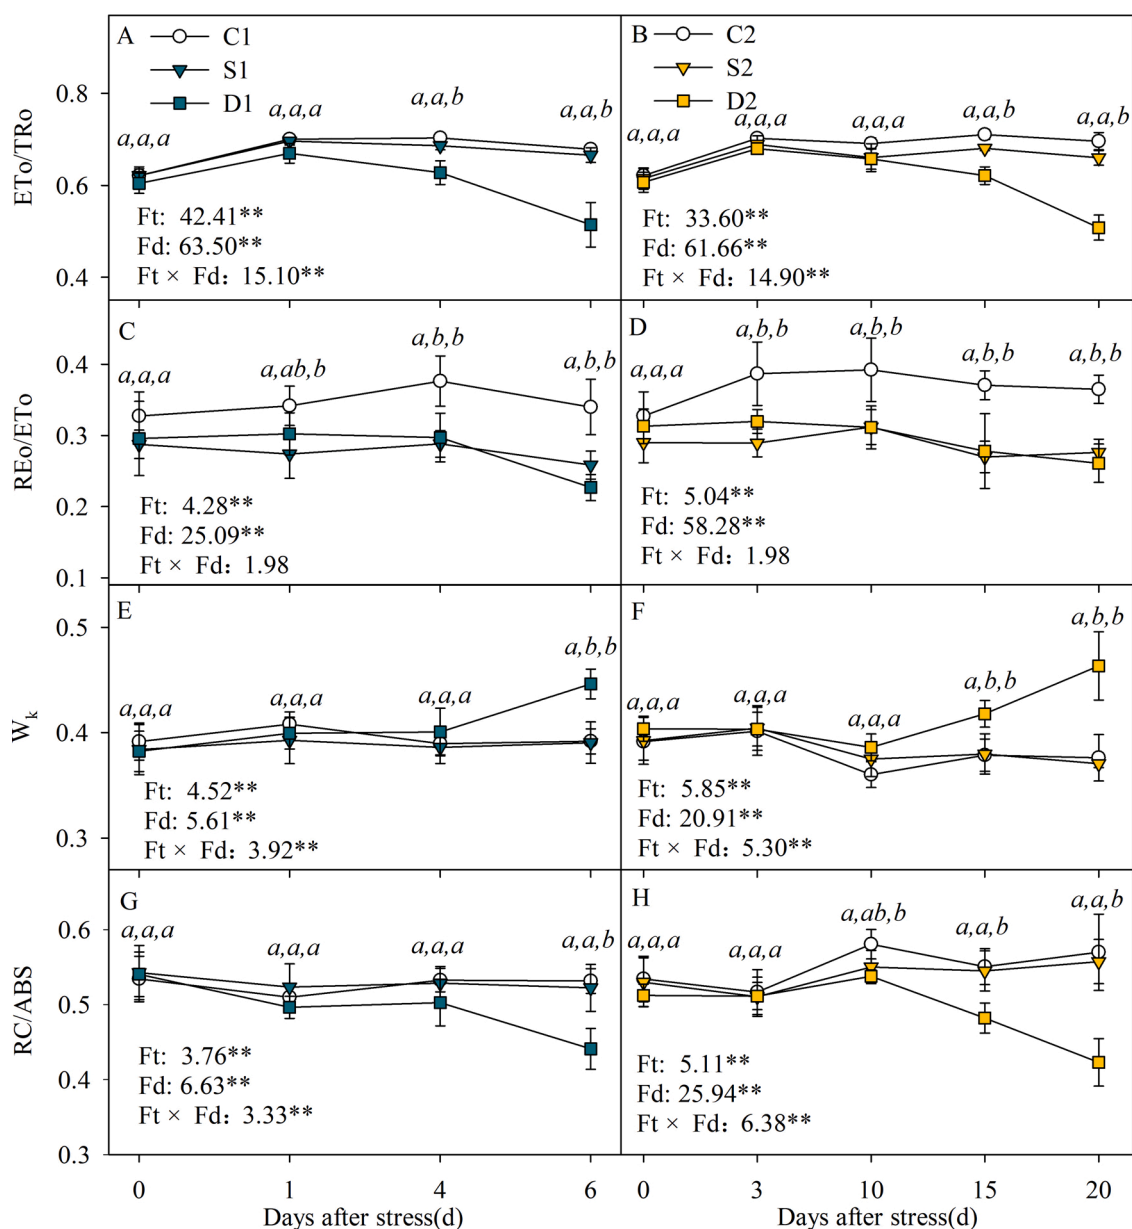 A
C1
S1
D1
B
C2
S2
D2
ETo/TRo
0.8
0.6
0.4
a,a,a
a,a,a
a,a,b
a,a,b
Ft: 42.41**
Fd: 63.50**
Ft × Fd: 15.10**
a,a,a
a,a,a
a,a,a
a,a,b
a,a,b
Ft: 33.60**
Fd: 61.66**
Ft × Fd: 14.90**
REo/ETo
0.4
0.3
0.2
0.1
C
a,a,a
a,ab,b
a,b,b
a,b,b
Ft: 4.28**
Fd: 25.09**
Ft × Fd: 1.98
D
a,a,a
a,b,b
a,b,b
a,b,b
a,b,b
Ft: 5.04**
Fd: 58.28**
Ft × Fd: 1.98
Wk
0.5
0.4
0.3
E
a,a,a
a,a,a
a,a,a
a,b,b
Ft: 4.52**
Fd: 5.61**
Ft × Fd: 3.92**
F
a,a,a
a,a,a
a,a,a
a,b,b
a,b,b
Ft: 5.85**
Fd: 20.91**
Ft × Fd: 5.30**
RC/ABS
0.6
0.5
0.4
0.3
G
a,a,a
a,a,a
a,a,a
a,a,b
Ft: 3.76**
Fd: 6.63**
Ft × Fd: 3.33**
H
a,a,a
a,a,a
a,ab,b
a,a,b
a,a,b
Ft: 5.11**
Fd: 25.94**
Ft × Fd: 6.38**
0 1 4 6
0 3 10 15 20
Days after stress(d)
Days after stress(d)